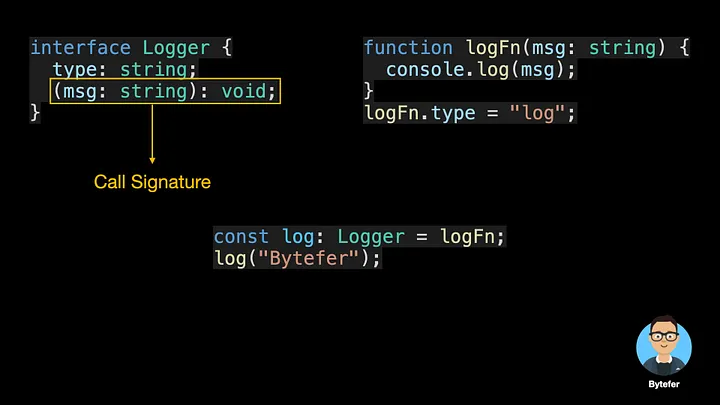 interface Logger {
  type: string;
  (msg: string): void;
}
Call Signature
function logFn(msg: string) {
  console.log(msg);
}
logFn.type = "log";
const log: Logger = logFn;
log("Bytefer");
Bytefer